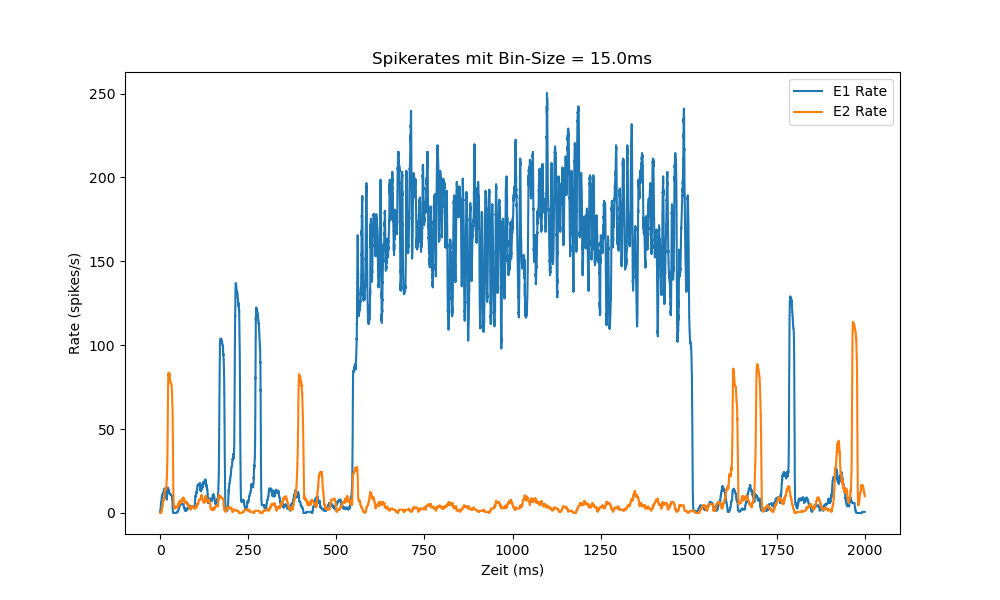 Spikerates mit Bin-Size = 15.0ms
E1 Rate
E2 Rate
Rate (spikes/s)
250
200
150
100
50
0
0 250 500 750 1000 1250 1500 1750 2000
Zeit (ms)